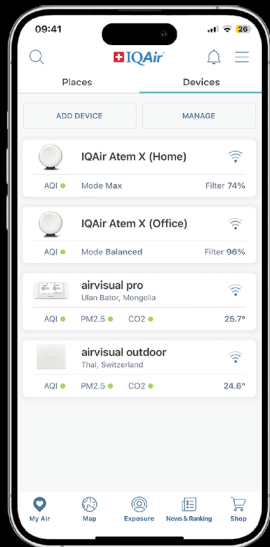 09:41
26
IQAir
Places
Devices
ADD DEVICE
MANAGE
IQAir Atem X (Home)
AQI
Mode Max
Filter 74%
IQAir Atem X (Office)
AQI
Mode Balanced
Filter 96%
airvisual pro
Ulan Bator, Mongolia
AQI
PM2.5
CO2
25.7°
airvisual outdoor
Thal, Switzerland
AQI
PM2.5
CO2
24.6°
My Air
Map
Exposure
News & Ranking
Shop